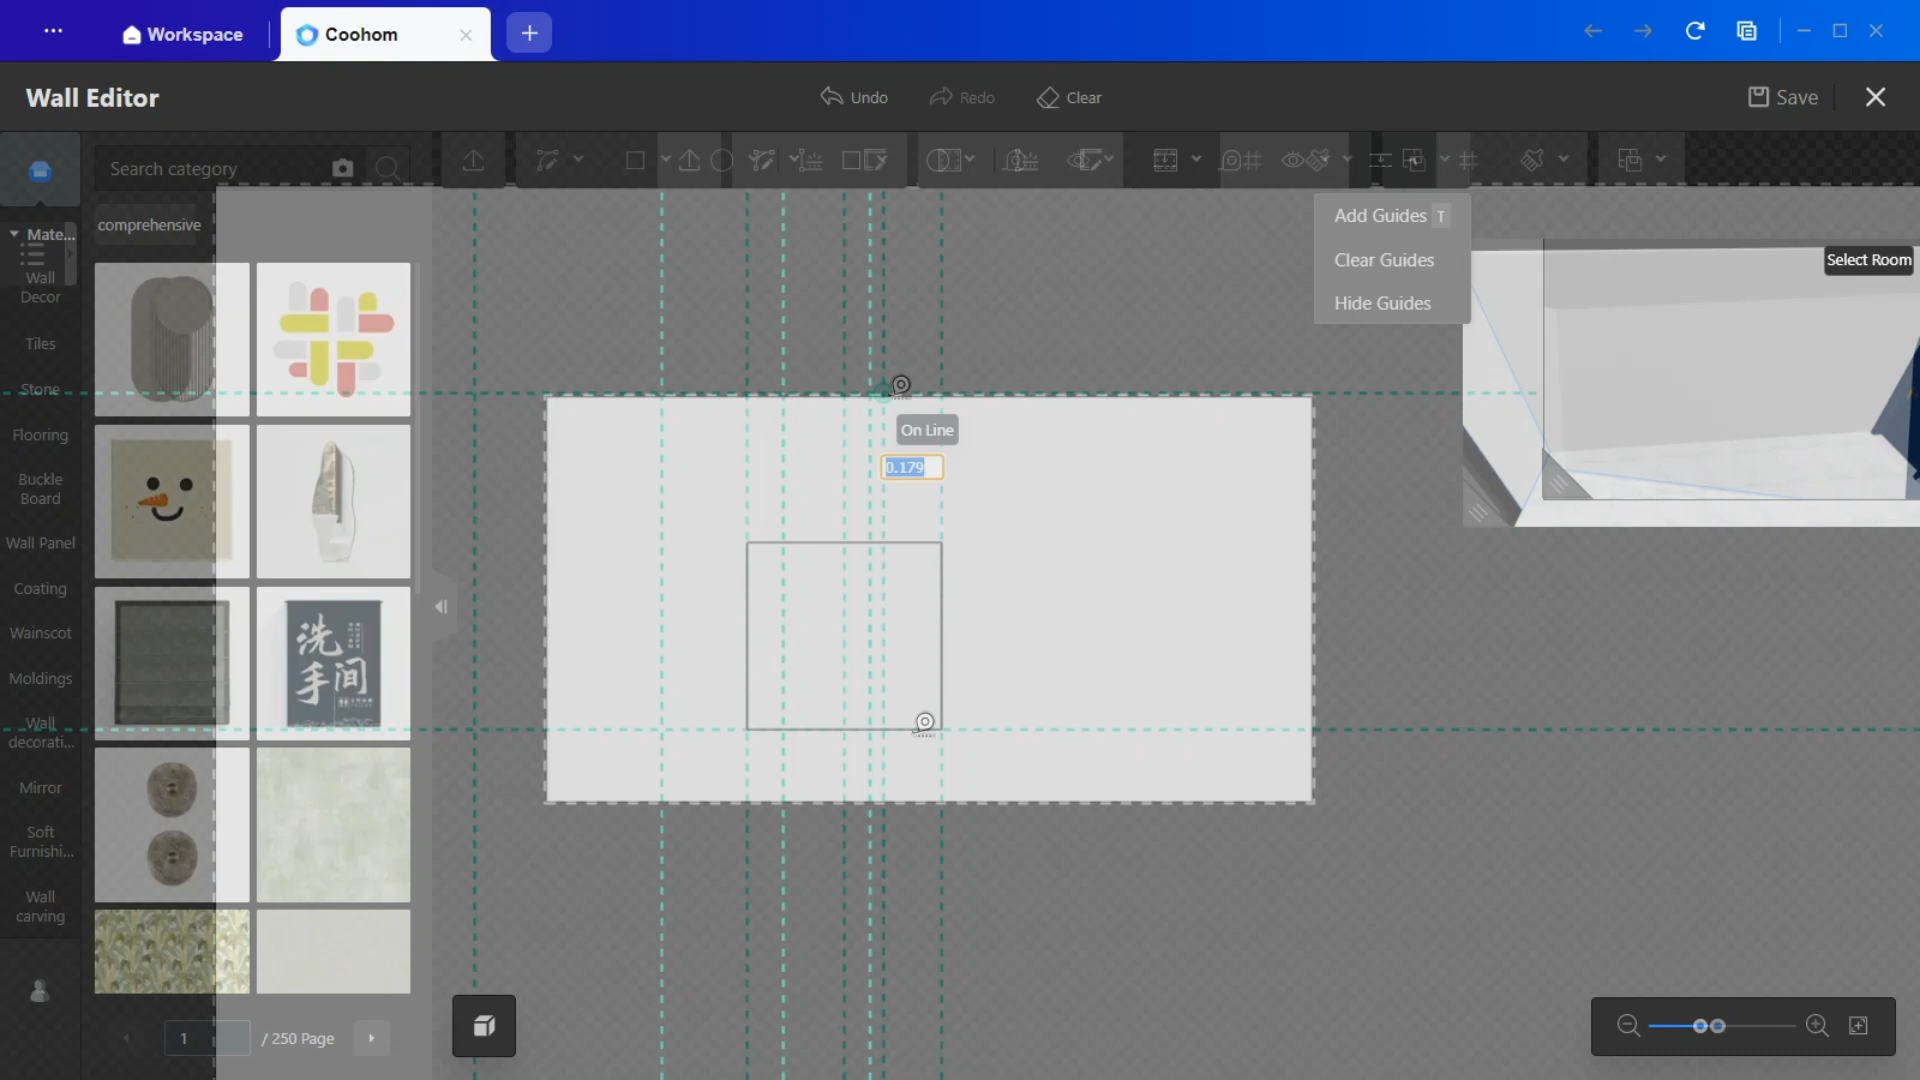 Workspace
Coohom
Wall Editor
Undo
Redo
Clear
Save
Search category
comprehensive
Mate...
Wall
Decor
Tiles
Stone
Flooring
Buckle
Board
Wall Panel
Coating
Wainscot
Moldings
Wall
decorati...
Mirror
Soft
Furnishi...
Wall
carving
洗
手间
1 / 250 Page
Add Guides T
Clear Guides
Hide Guides
Select Room
On Line
0.179